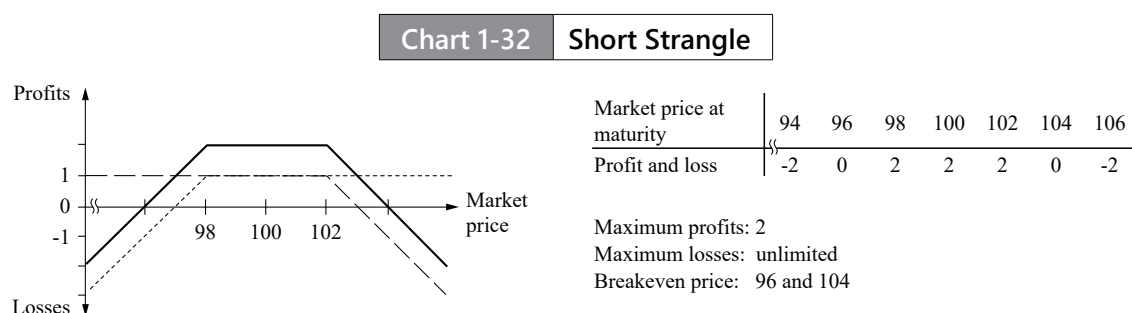 Chart 1-32 Short Strangle
Profits
1
0
-1
Losses
98 100 102
Market
price
Market price at
maturity
94 96 98 100 102 104 106
Profit and loss
-2 0 2 2 2 0 -2
Maximum profits: 2
Maximum losses: unlimited
Breakeven price: 96 and 104